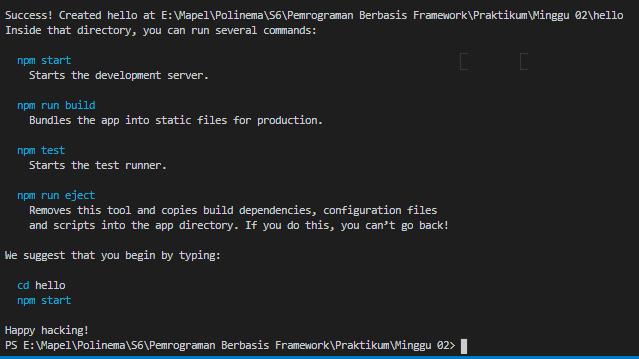 Success! Created hello at E:\Mapel\Polinema\S6\Pemrograman Berbasis Framework\Praktikum\Minggu 02\hello
Inside that directory, you can run several commands:
npm start
Starts the development server.
npm run build
Bundles the app into static files for production.
npm test
Starts the test runner.
npm run eject
Removes this tool and copies build dependencies, configuration files
and scripts into the app directory. If you do this, you can't go back!
We suggest that you begin by typing:
cd hello
npm start
Happy hacking!
PS E:\Mapel\Polinema\S6\Pemrograman Berbasis Framework\Praktikum\Minggu 02>